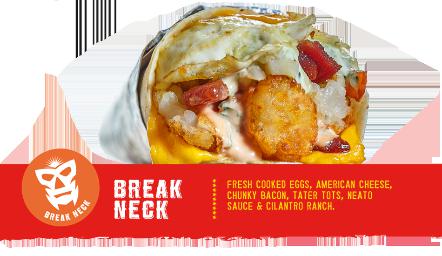 BREAK NECK
BREAK
NECK
FRESH COOKED EGGS, AMERICAN CHEESE,
CHUNKY BACON, TATER TOTS, NEATO
SAUCE & CILANTRO RANCH.